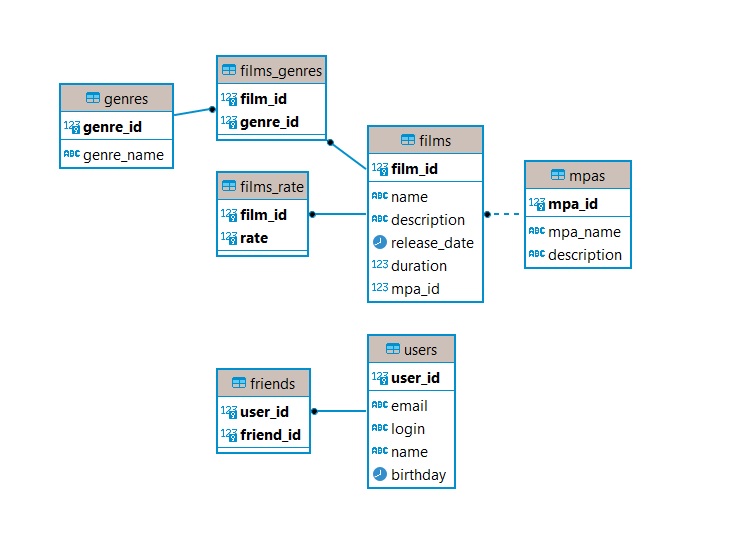 genres
123 genre_id
ABC genre_name
films_genres
123 film_id
123 genre_id
films_rate
123 film_id
123 rate
films
123 film_id
ABC name
ABC description
release_date
123 duration
123 mpa_id
mpas
123 mpa_id
ABC mpa_name
ABC description
friends
123 user_id
123 friend_id
users
123 user_id
ABC email
ABC login
ABC name
birthday